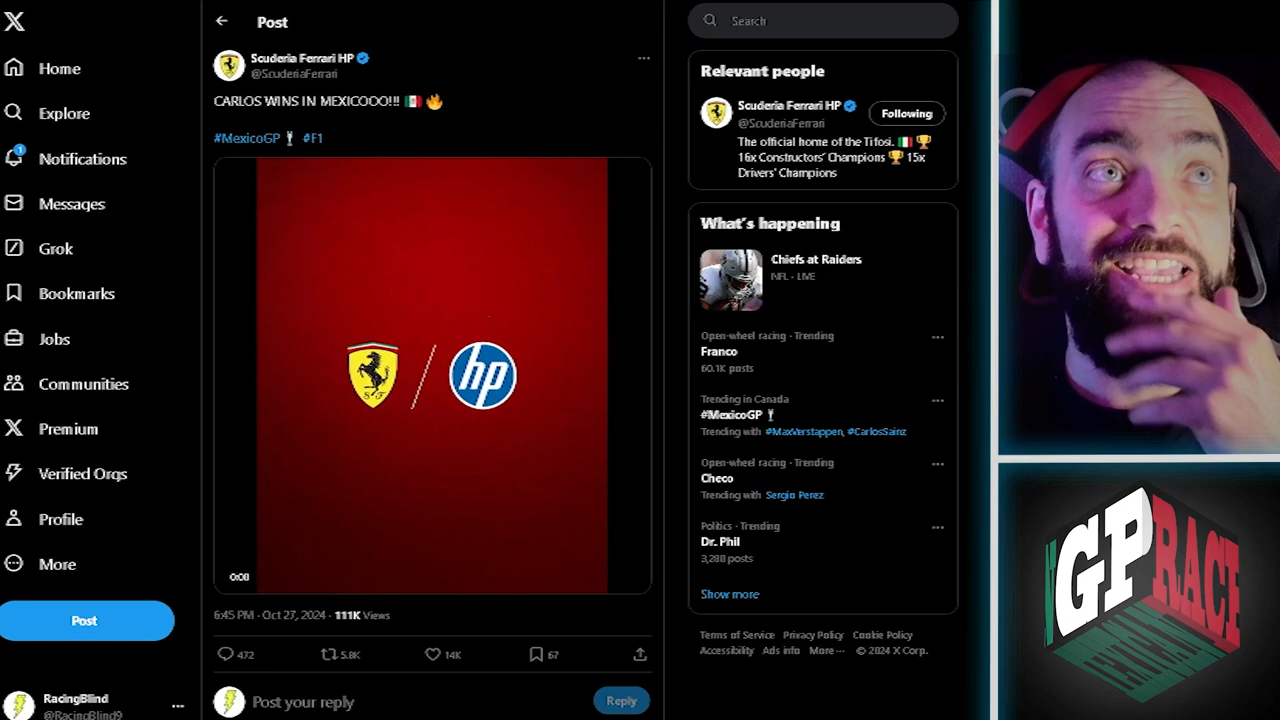 Home
Explore
1
Notifications
Messages
Grok
Bookmarks
Jobs
Communities
Premium
Verified Orgs
Profile
More
Post
RacingBlind
@RacingBlind9
Post
Scuderia Ferrari HP
@ScuderiaFerrari
CARLOS WINS IN MEXICOOO!!!
#MexicoGP #F1
S F
hp
0:08
6:45 PM · Oct 27, 2024 · 111K Views
472
5.8K
14K
67
Post your reply
Reply
Search
Relevant people
Scuderia Ferrari HP
@ScuderiaFerrari
Following
The official home of the Tifosi.
16x Constructors' Champions 15x
Drivers' Champions
What's happening
Chiefs at Raiders
NFL · LIVE
Open-wheel racing · Trending
Franco
60.1K posts
Trending in Canada
#MexicoGP
Trending with #MaxVerstappen, #CarlosSainz
Open-wheel racing · Trending
Checo
Trending with Sergio Perez
Politics · Trending
Dr. Phil
3,280 posts
Show more
Terms of Service Privacy Policy Cookie Policy
Accessibility Ads info More ··· © 2024 X Corp.
GP
RACE